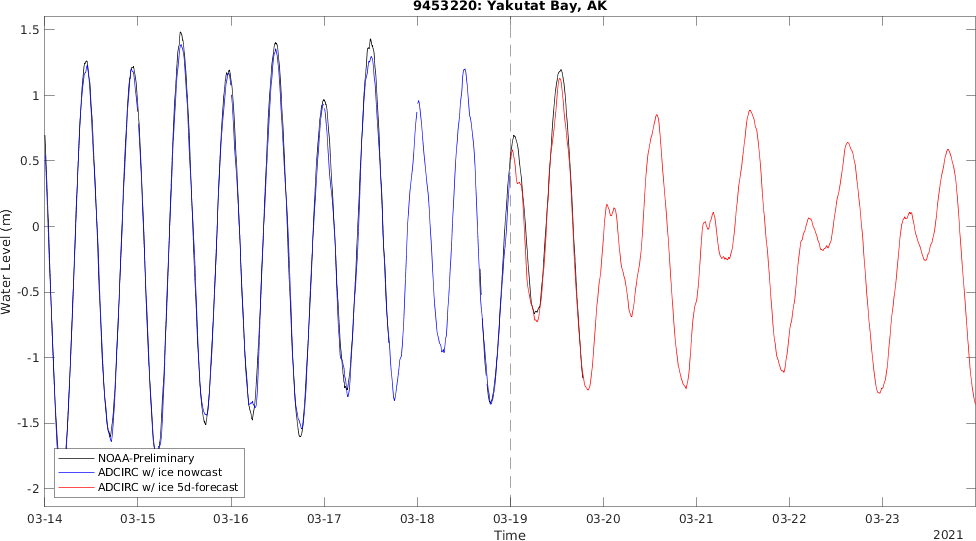 9453220: Yakutat Bay, AK
Water Level (m)
1.5
1
0.5
0
-0.5
-1
-1.5
-2
NOAA-Preliminary
ADCIRC w/ ice nowcast
ADCIRC w/ ice 5d-forecast
03-14 03-15 03-16 03-17 03-18 03-19 03-20 03-21 03-22 03-23
Time
2021